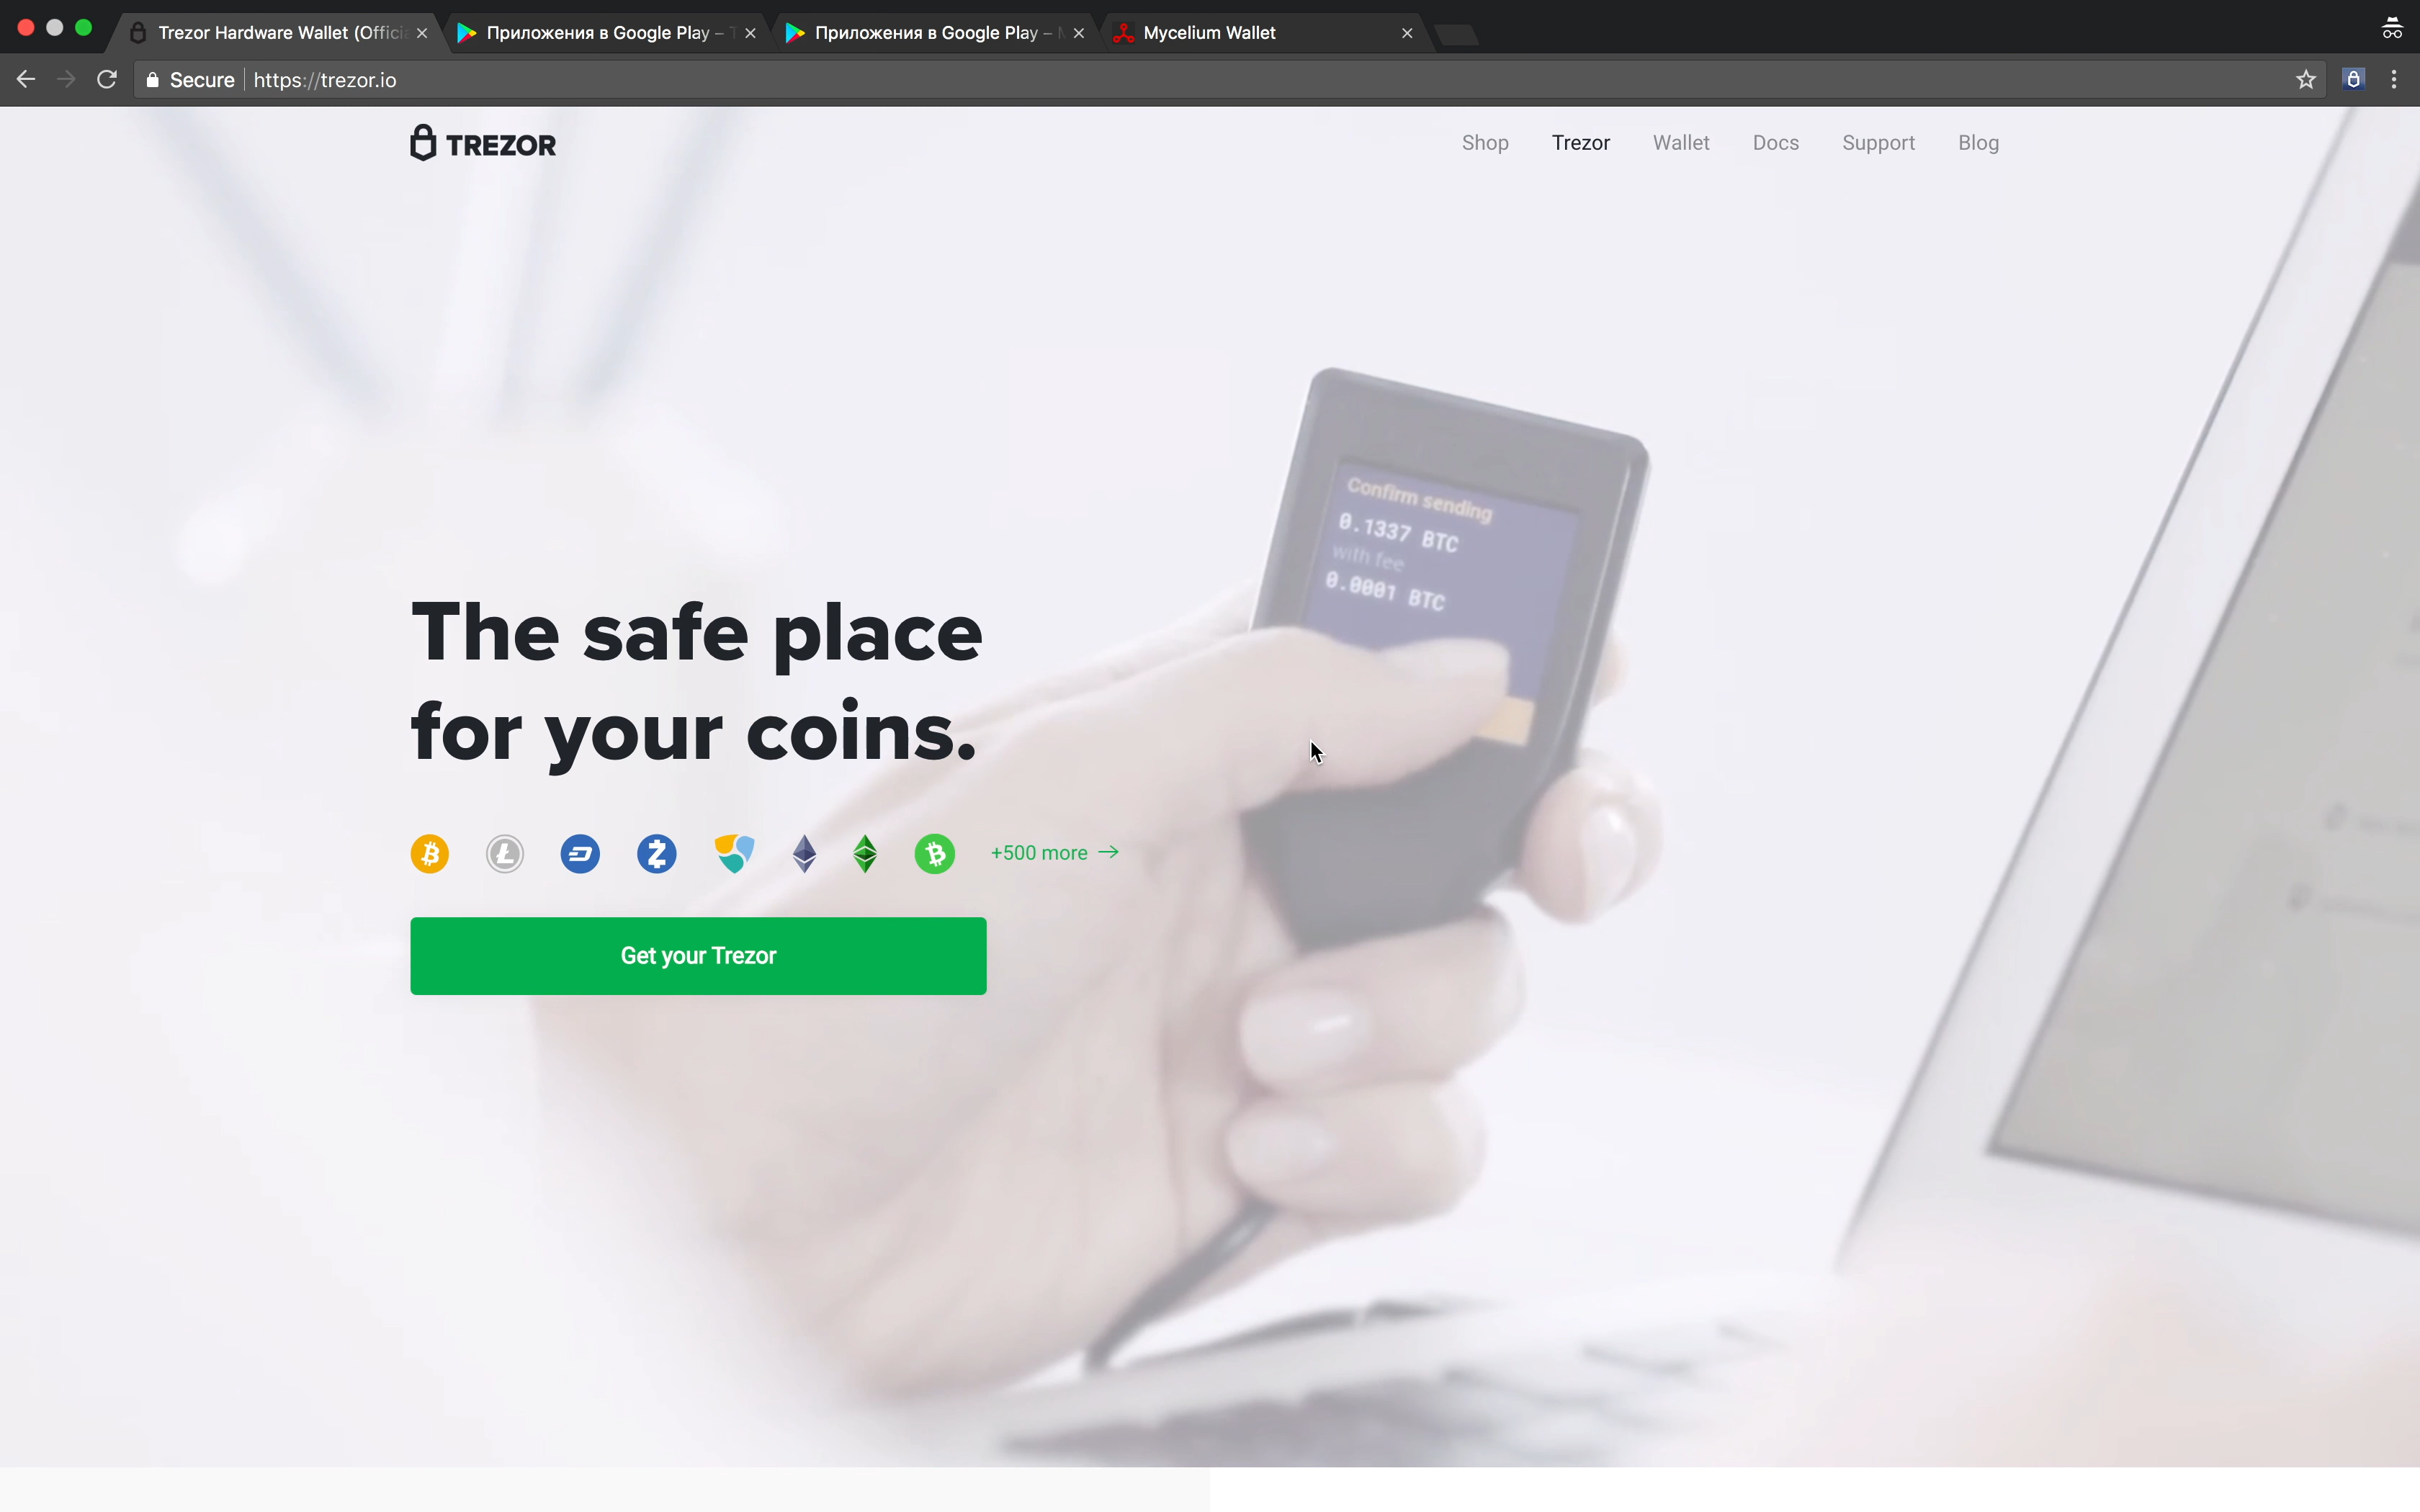 Trezor Hardware Wallet (Offici
Приложения в Google Play –
Приложения в Google Play –
Mycelium Wallet
Secure
https://trezor.io
TREZOR
Shop
Trezor
Wallet
Docs
Support
Blog
Confirm sending
0.1337 BTC
with fee
0.0001 BTC
The safe place
for your coins.
+500 more →
Get your Trezor